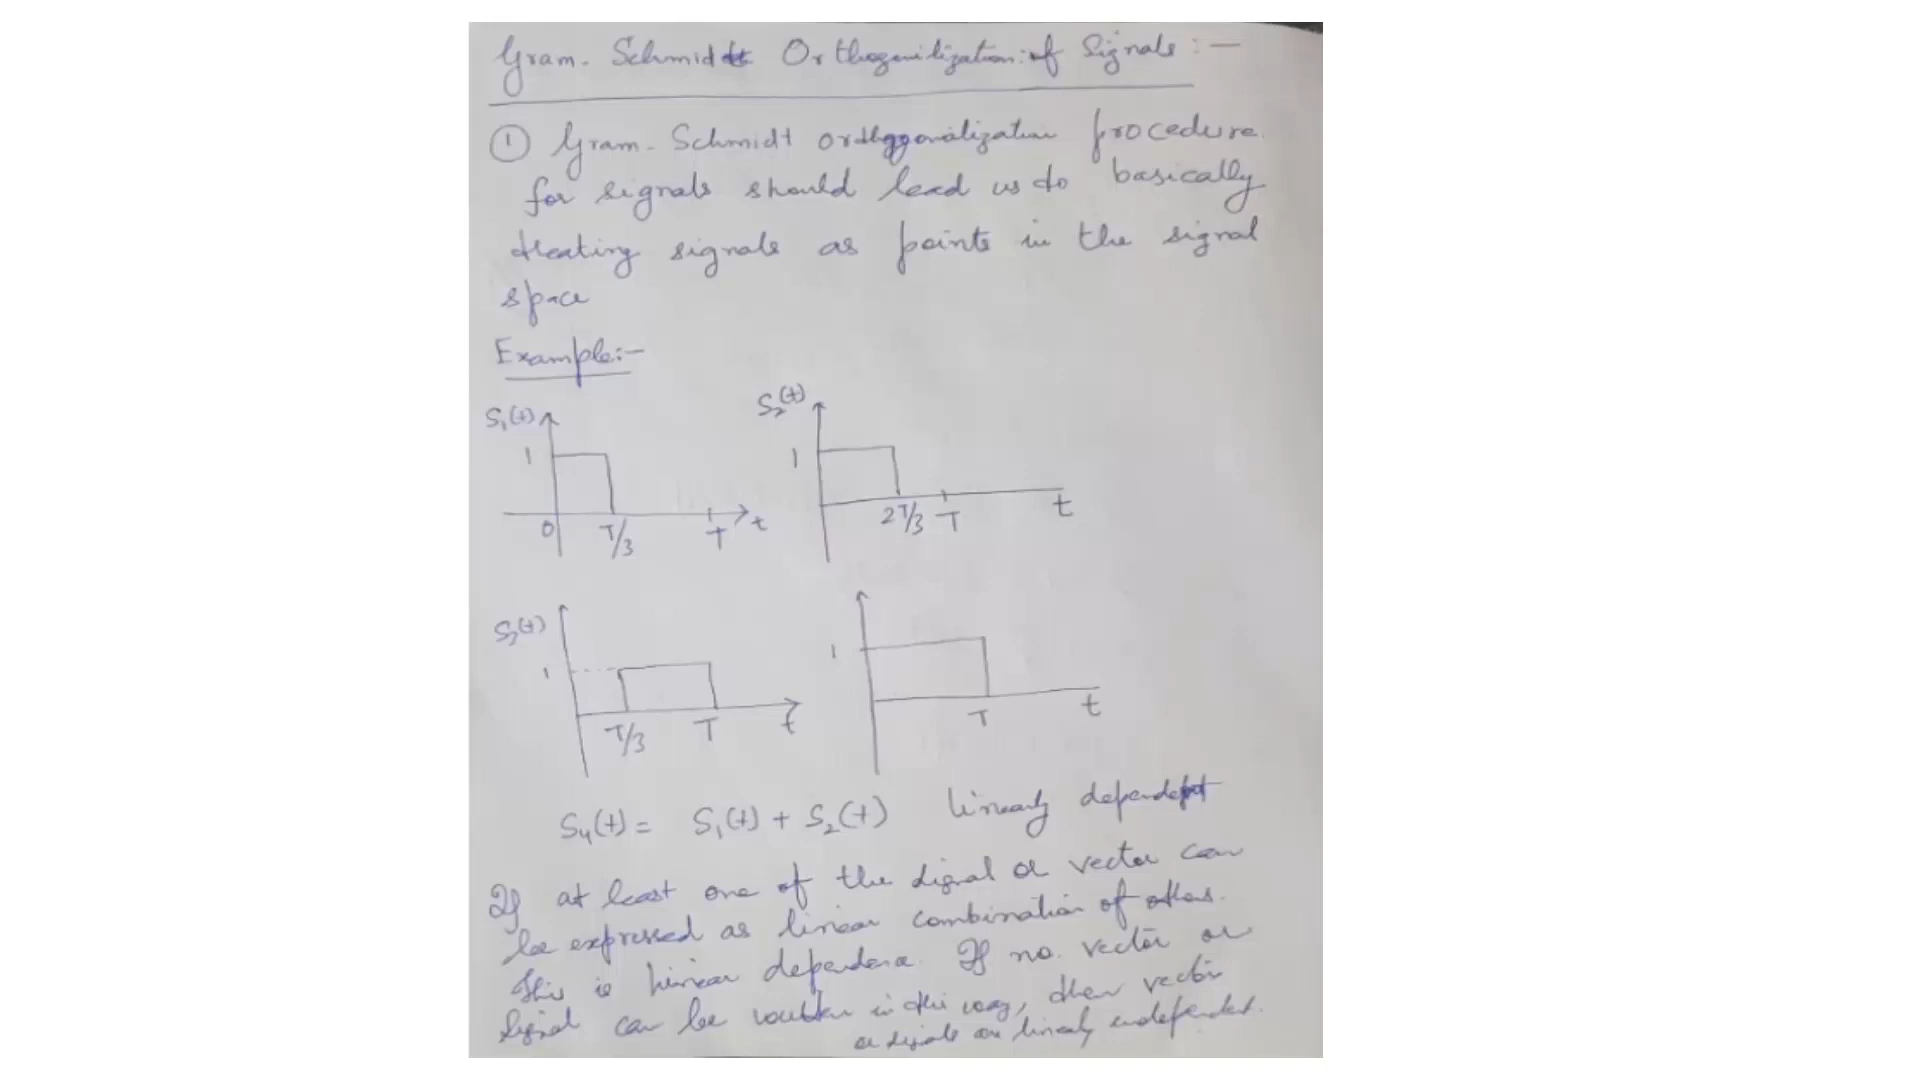 Gram-Schmidt Orthogonilization of Signals :-
① Gram-Schmidt orthogonalization procedure
for signals should lead us to basically
treating signals as points in the signal
space
Example:-
S₁(t)
1
0 T/3 T t
S₂(t)
1
2T/3 T t
S₃(t)
1
T/3 T t
1
T t
S₄(t) = S₁(t) + S₂(t) linearly dependent
If at least one of the signal or vector can
be expressed as linear combination of others.
This is linear dependence. If no. vector or
signal can be written in this way, then vector
or signals are linearly independent.